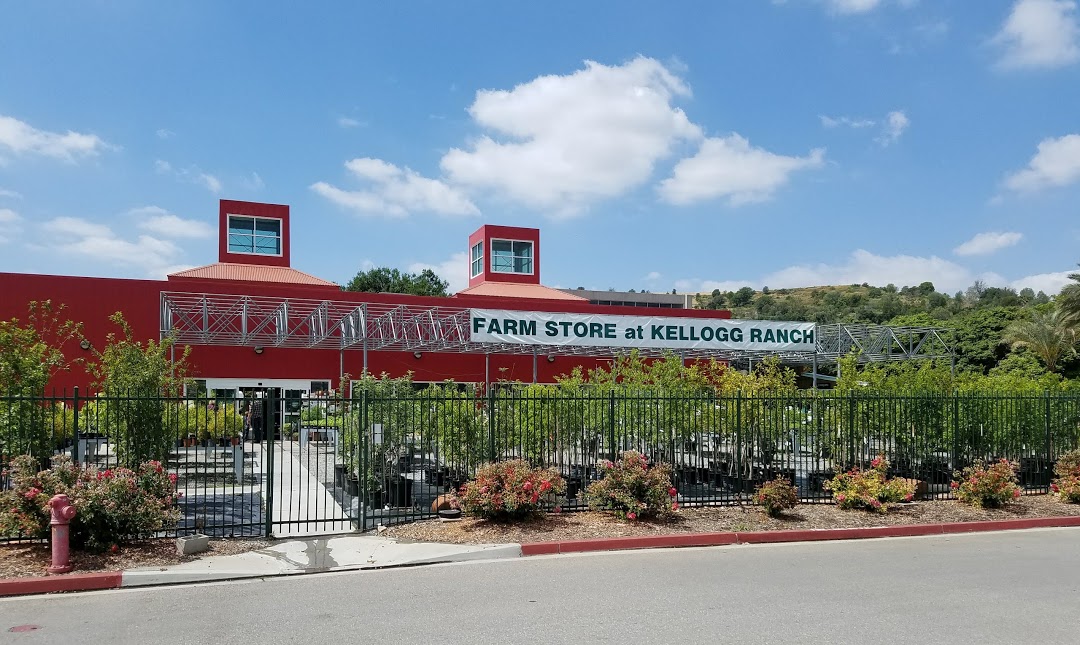 FARM STORE at KELLOGG RANCH